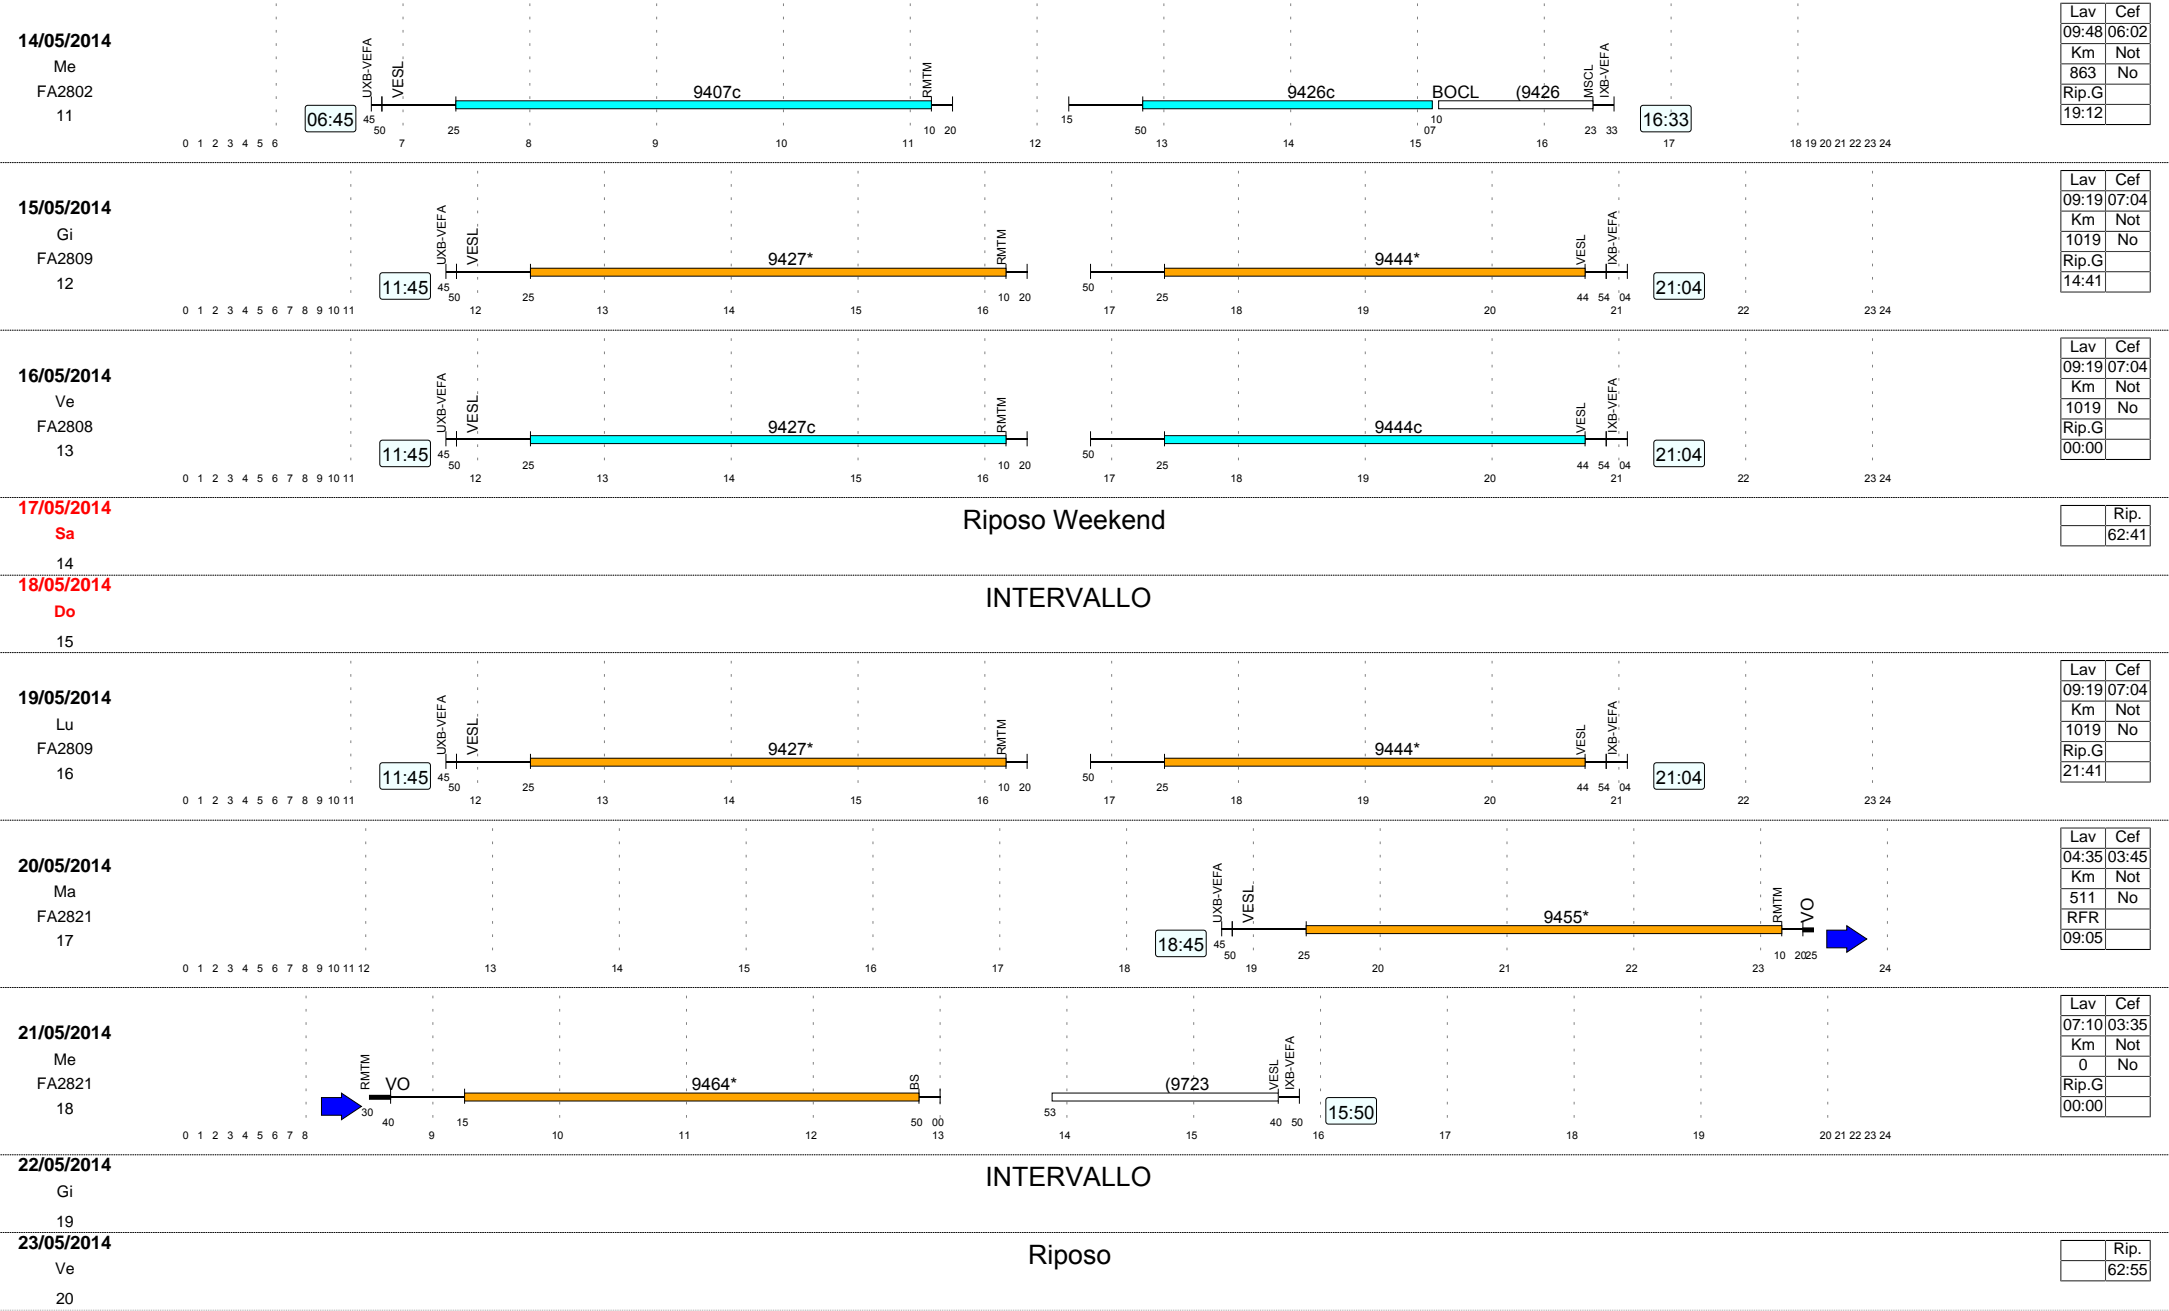 14/05/2014
Me
FA2802
11
06:45
UXB-VEFA
VESL
9407c
RMTM
9426c
BOCL
(9426
MSCL
IXB-VEFA
16:33
45 50 25 10 20 15 50 07 10 23 33
0 1 2 3 4 5 6 7 8 9 10 11 12 13 14 15 16 17 18 19 20 21 22 23 24
Lav Cef
09:48 06:02
Km Not
863 No
Rip.G
19:12
15/05/2014
Gi
FA2809
12
11:45
UXB-VEFA
VESL
9427*
RMTM
9444*
VESL
IXB-VEFA
21:04
45 50 25 10 20 50 25 44 54 04
0 1 2 3 4 5 6 7 8 9 10 11 12 13 14 15 16 17 18 19 20 21 22 23 24
Lav Cef
09:19 07:04
Km Not
1019 No
Rip.G
14:41
16/05/2014
Ve
FA2808
13
11:45
UXB-VEFA
VESL
9427c
RMTM
9444c
VESL
IXB-VEFA
21:04
45 50 25 10 20 50 25 44 54 04
0 1 2 3 4 5 6 7 8 9 10 11 12 13 14 15 16 17 18 19 20 21 22 23 24
Lav Cef
09:19 07:04
Km Not
1019 No
Rip.G
00:00
17/05/2014
Sa
14
Riposo Weekend
Rip.
62:41
18/05/2014
Do
15
INTERVALLO
19/05/2014
Lu
FA2809
16
11:45
UXB-VEFA
VESL
9427*
RMTM
9444*
VESL
IXB-VEFA
21:04
45 50 25 10 20 50 25 44 54 04
0 1 2 3 4 5 6 7 8 9 10 11 12 13 14 15 16 17 18 19 20 21 22 23 24
Lav Cef
09:19 07:04
Km Not
1019 No
Rip.G
21:41
20/05/2014
Ma
FA2821
17
18:45
UXB-VEFA
VESL
9455*
RMTM
VO
45 50 25 10 20 25
0 1 2 3 4 5 6 7 8 9 10 11 12 13 14 15 16 17 18 19 20 21 22 23 24
Lav Cef
04:35 03:45
Km Not
511 No
RFR
09:05
21/05/2014
Me
FA2821
18
RMTM
VO
9464*
BS
(9723
VESL
IXB-VEFA
15:50
30 40 15 50 00 53 40 50
0 1 2 3 4 5 6 7 8 9 10 11 12 13 14 15 16 17 18 19 20 21 22 23 24
Lav Cef
07:10 03:35
Km Not
0 No
Rip.G
00:00
22/05/2014
Gi
19
INTERVALLO
23/05/2014
Ve
20
Riposo
Rip.
62:55